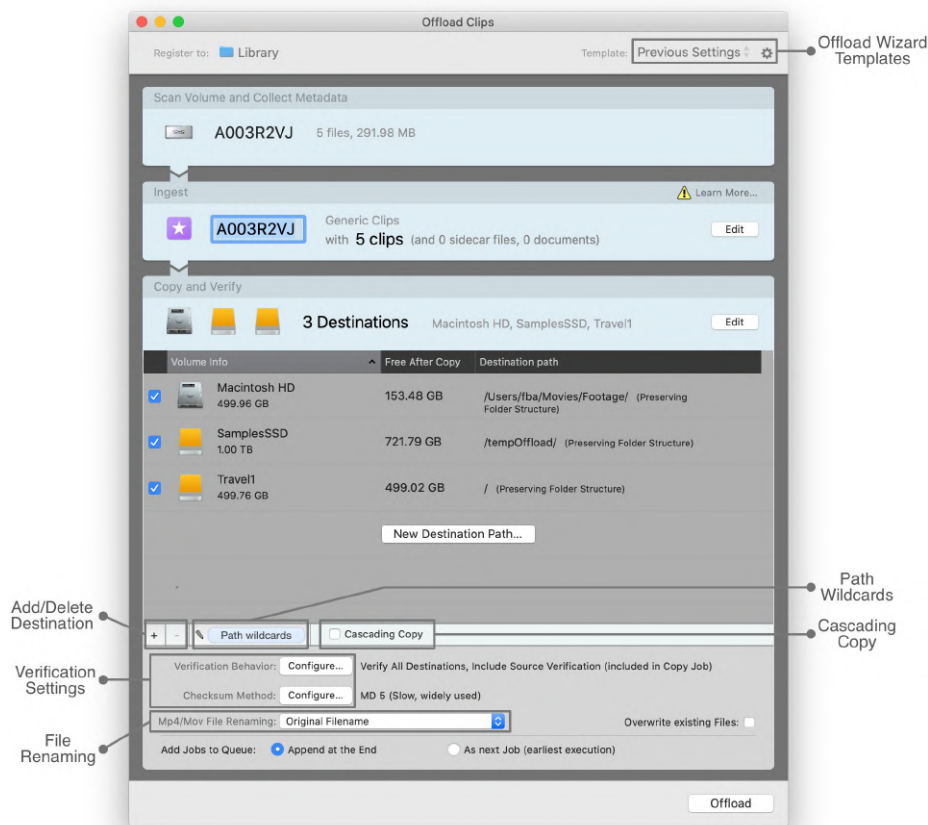 Offload Clips
Register to: Library
Template: Previous Settings
Offload Wizard
Templates
Scan Volume and Collect Metadata
A003R2VJ 5 files, 291.98 MB
Ingest
Learn More...
A003R2VJ
Generic Clips
with 5 clips (and 0 sidecar files, 0 documents)
Edit
Copy and Verify
3 Destinations Macintosh HD, SamplesSSD, Travel1
Edit
Volume Info Free After Copy Destination path
Macintosh HD
499.96 GB
153.48 GB
/Users/fba/Movies/Footage/ (Preserving
Folder Structure)
SamplesSSD
1.00 TB
721.79 GB
/tempOffload/ (Preserving Folder Structure)
Travel1
499.76 GB
499.02 GB
/ (Preserving Folder Structure)
New Destination Path...
Path
Wildcards
Add/Delete
Destination
+ - Path wildcards Cascading Copy
Cascading
Copy
Verification
Settings
Verification Behavior: Configure... Verify All Destinations, Include Source Verification (included in Copy Job)
Checksum Method: Configure... MD 5 (Slow, widely used)
Mp4/Mov File Renaming: Original Filename
Overwrite existing Files:
File
Renaming
Add Jobs to Queue: Append at the End As next Job (earliest execution)
Offload